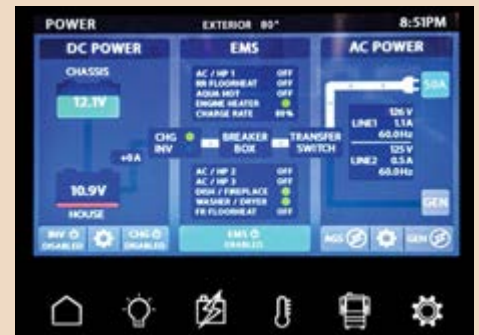 POWER EXTERIOR 80° 8:51PM
DC POWER
CHASSIS
12.1V
+0A
10.9V
HOUSE
INV DISABLED
CHG DISABLED
EMS
AC / HP 1 OFF
RR FLOORHEAT OFF
AQUA HOT OFF
ENGINE HEATER
CHARGE RATE 80%
CHG INV
BREAKER BOX
TRANSFER SWITCH
AC / HP 2 OFF
AC / HP 3 OFF
DISH / FIREPLACE
WASHER / DRYER
FR FLOORHEAT OFF
EMS
ENABLED
AC POWER
50A
126 V
LINE1 1.1A
60.0Hz
125V
LINE2 0.5A
60.0Hz
GEN
AGS
GEN